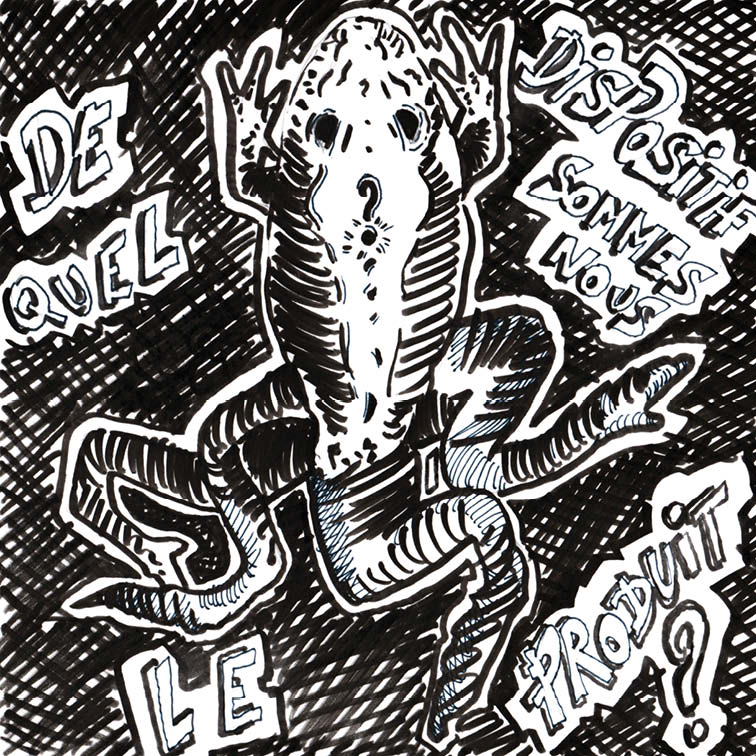 DE
QUEL
DiSPOSiTiF
SOMMES
NOUS
LE
PRODUiT
?